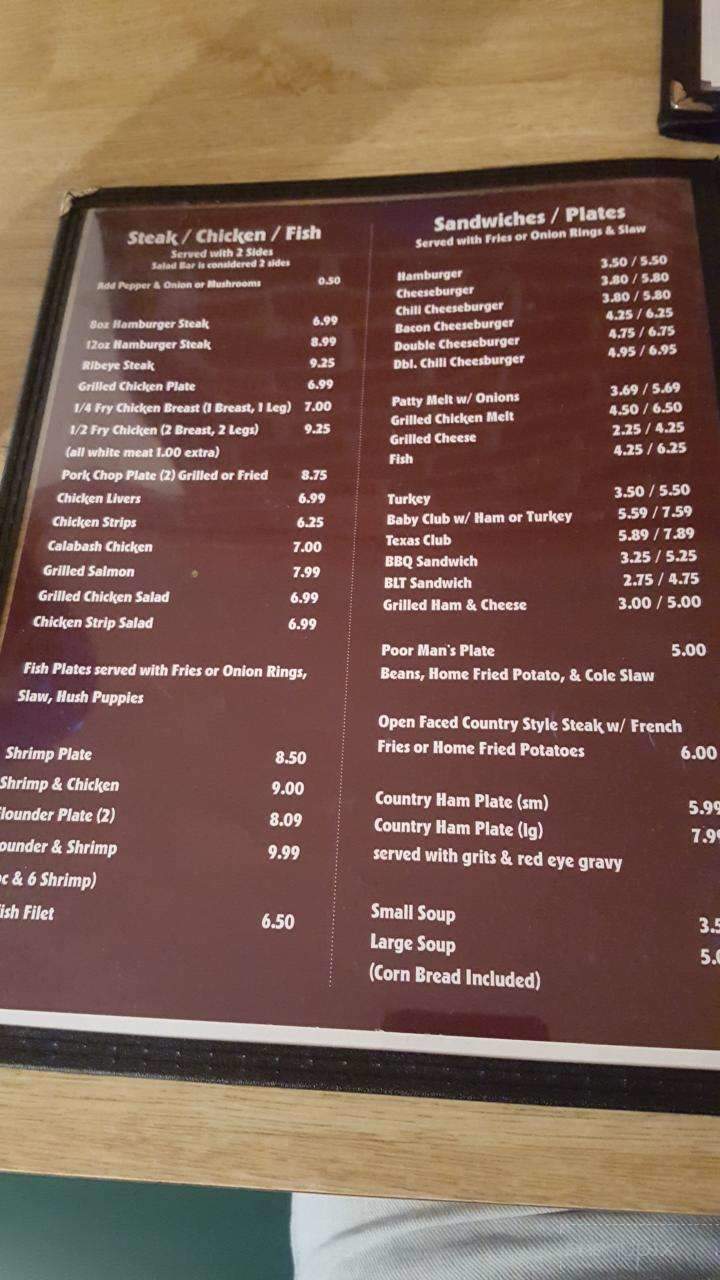 Steak / Chicken / Fish
Served with 2 Sides
Salad Bar is considered 2 sides
Add Pepper & Onion or Mushrooms 0.50
8oz Hamburger Steak 6.99
12oz Hamburger Steak 8.99
Ribeye Steak 9.25
Grilled Chicken Plate 6.99
1/4 Fry Chicken Breast (1 Breast, 1 Leg) 7.00
1/2 Fry Chicken (2 Breast, 2 Legs) 9.25
(all white meat 1.00 extra)
Pork Chop Plate (2) Grilled or Fried 8.75
Chicken Livers 6.99
Chicken Strips 6.25
Calabash Chicken 7.00
Grilled Salmon 7.99
Grilled Chicken Salad 6.99
Chicken Strip Salad 6.99
Fish Plates served with Fries or Onion Rings,
Slaw, Hush Puppies
Shrimp Plate 8.50
Shrimp & Chicken 9.00
lounder Plate (2) 8.09
ounder & Shrimp 9.99
c & 6 Shrimp)
ish Filet 6.50
Sandwiches / Plates
Served with Fries or Onion Rings & Slaw
Hamburger 3.50 / 5.50
Cheeseburger 3.80 / 5.80
Chili Cheeseburger 3.80 / 5.80
Bacon Cheeseburger 4.25 / 6.25
Double Cheeseburger 4.75 / 6.75
Dbl. Chili Cheesburger 4.95 / 6.95
Patty Melt w/ Onions 3.69 / 5.69
Grilled Chicken Melt 4.50 / 6.50
Grilled Cheese 2.25 / 4.25
Fish 4.25 / 6.25
Turkey 3.50 / 5.50
Baby Club w/ Ham or Turkey 5.59 / 7.59
Texas Club 5.89 / 7.89
BBQ Sandwich 3.25 / 5.25
BLT Sandwich 2.75 / 4.75
Grilled Ham & Cheese 3.00 / 5.00
Poor Man's Plate 5.00
Beans, Home Fried Potato, & Cole Slaw
Open Faced Country Style Steak w/ French
Fries or Home Fried Potatoes 6.00
Country Ham Plate (sm) 5.99
Country Ham Plate (lg) 7.9
served with grits & red eye gravy
Small Soup 3.5
Large Soup 5.0
(Corn Bread Included)